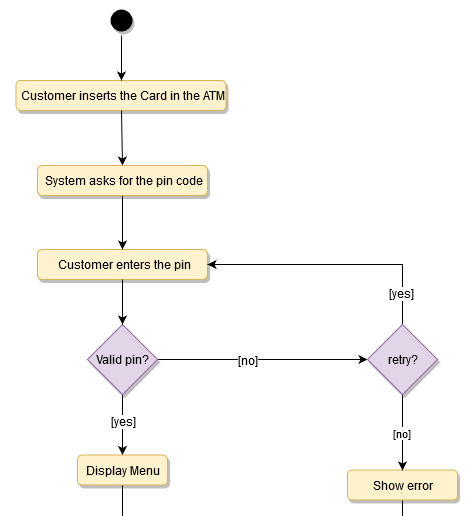 Customer inserts the Card in the ATM
System asks for the pin code
Customer enters the pin
[yes]
Valid pin?
[no]
retry?
[yes]
[no]
Display Menu
Show error